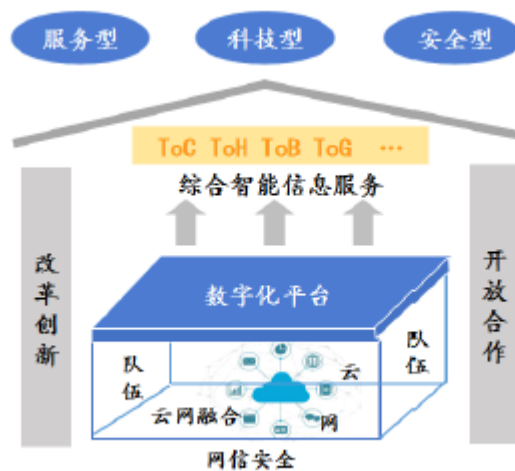 服务型 科技型 安全型
ToC ToH ToB ToG …
综合智能信息服务
改革创新
开放合作
数字化平台
队伍
队伍
云
云网融合
网
网信安全